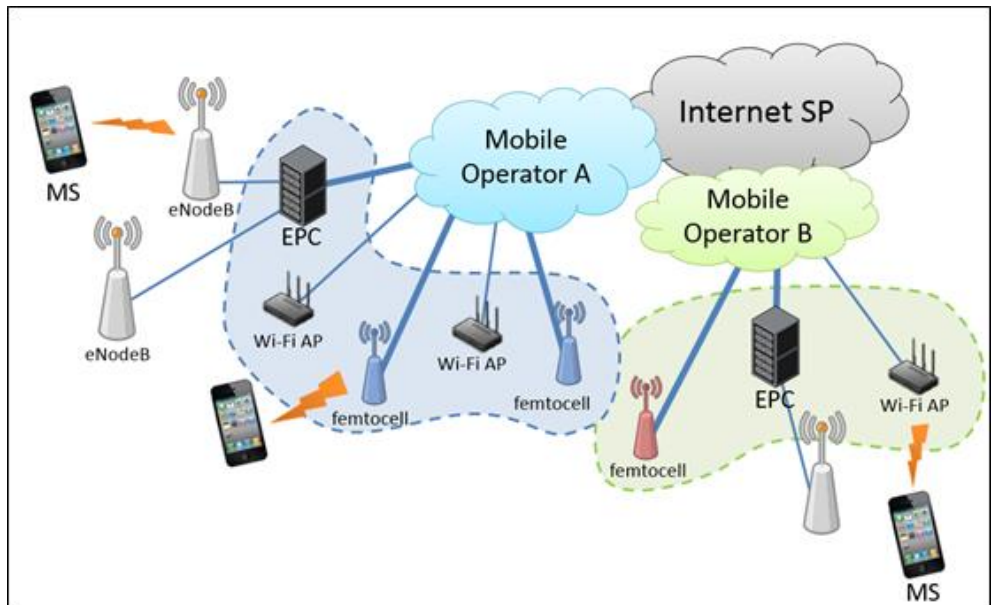 Internet SP
Mobile
Operator A
Mobile
Operator B
MS
eNodeB
EPC
eNodeB
Wi-Fi AP
Wi-Fi AP
femtocell
femtocell
EPC
Wi-Fi AP
femtocell
MS